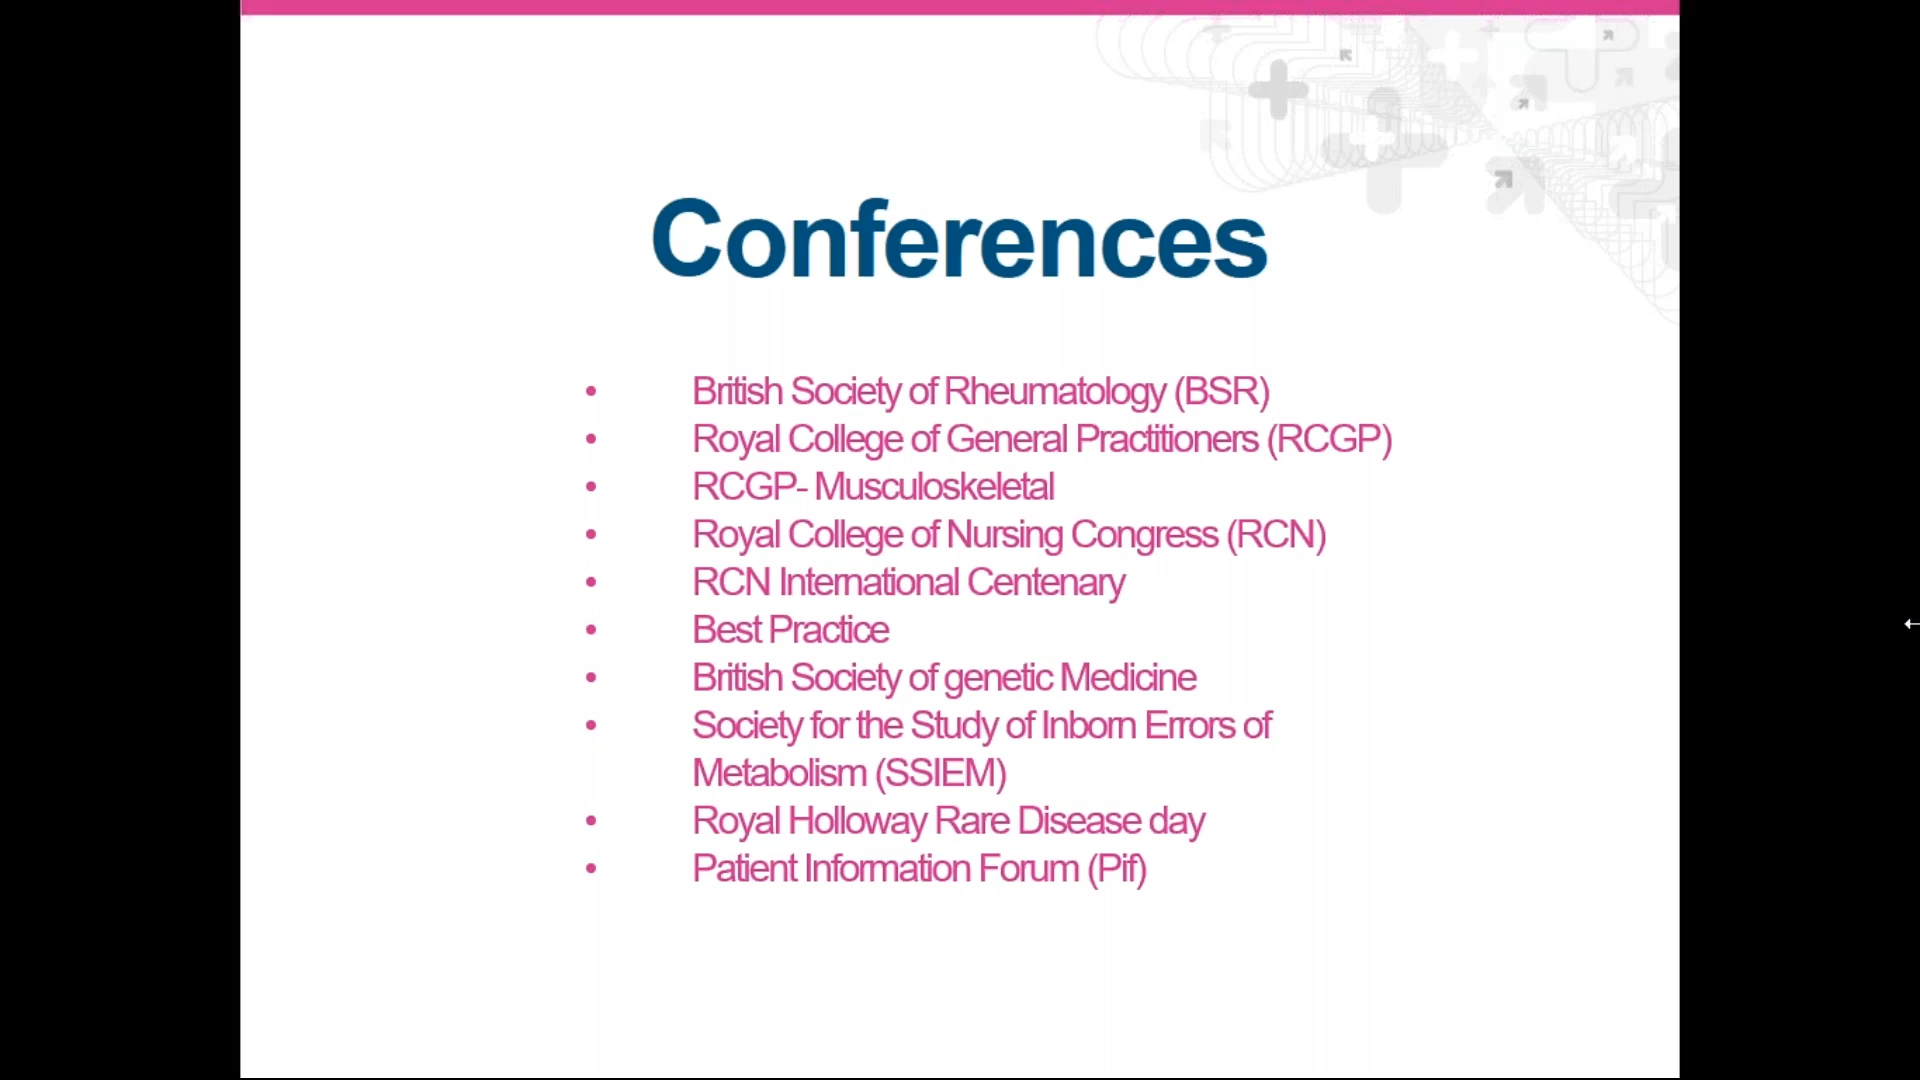 Conferences
• British Society of Rheumatology (BSR)
• Royal College of General Practitioners (RCGP)
• RCGP- Musculoskeletal
• Royal College of Nursing Congress (RCN)
• RCN International Centenary
• Best Practice
• British Society of genetic Medicine
• Society for the Study of Inborn Errors of
Metabolism (SSIEM)
• Royal Holloway Rare Disease day
• Patient Information Forum (Pif)